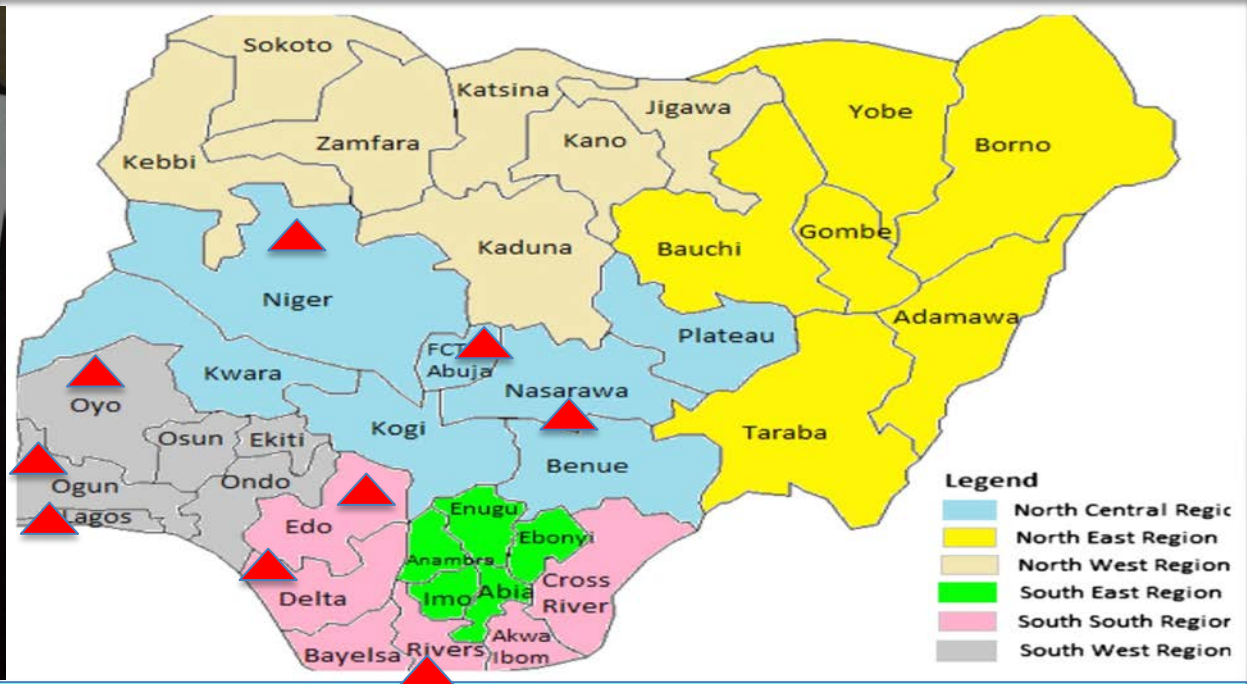 Sokoto
Katsina
Jigawa
Yobe
Kano
Zamfara
Borno
Kebbi
Gombe
Kaduna
Bauchi
Niger
Adamawa
Plateau
FCT
Abuja
Kwara
Nasarawa
Oyo
Kogi
Taraba
Osun
Ekiti
Benue
Ondo
Ogun
Lagos
Edo
Enugu
Ebonyi
Anambra
Cross
River
Abia
Imo
Delta
Akwa
Ibom
Rivers
Bayelsa
Legend
North Central Regic
North East Region
North West Region
South East Region
South South Regior
South West Region